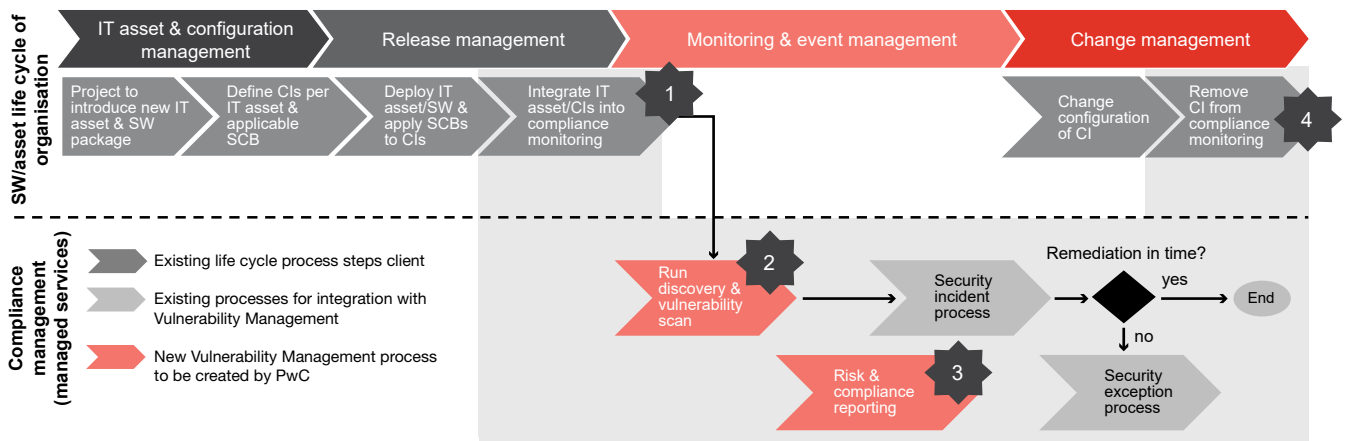 IT asset & configuration
management
Release management
Monitoring & event management
Change management
SW/asset life cycle of
organisation
Project to
introduce new IT
asset & SW
package
Define CIs per
IT asset &
applicable
SCB
Deploy IT
asset/SW &
apply SCBs
to CIs
Integrate IT
asset/CIs into
compliance
monitoring
1
Change
configuration
of CI
Remove
CI from
compliance
monitoring
4
Compliance
management
(managed services)
Existing life cycle process steps client
Existing processes for integration with
Vulnerability Management
New Vulnerability Management process
to be created by PwC
Run
discovery &
vulnerability
scan
2
Security
incident
process
Remediation in time?
yes
End
no
Risk &
compliance
reporting
3
Security
exception
process